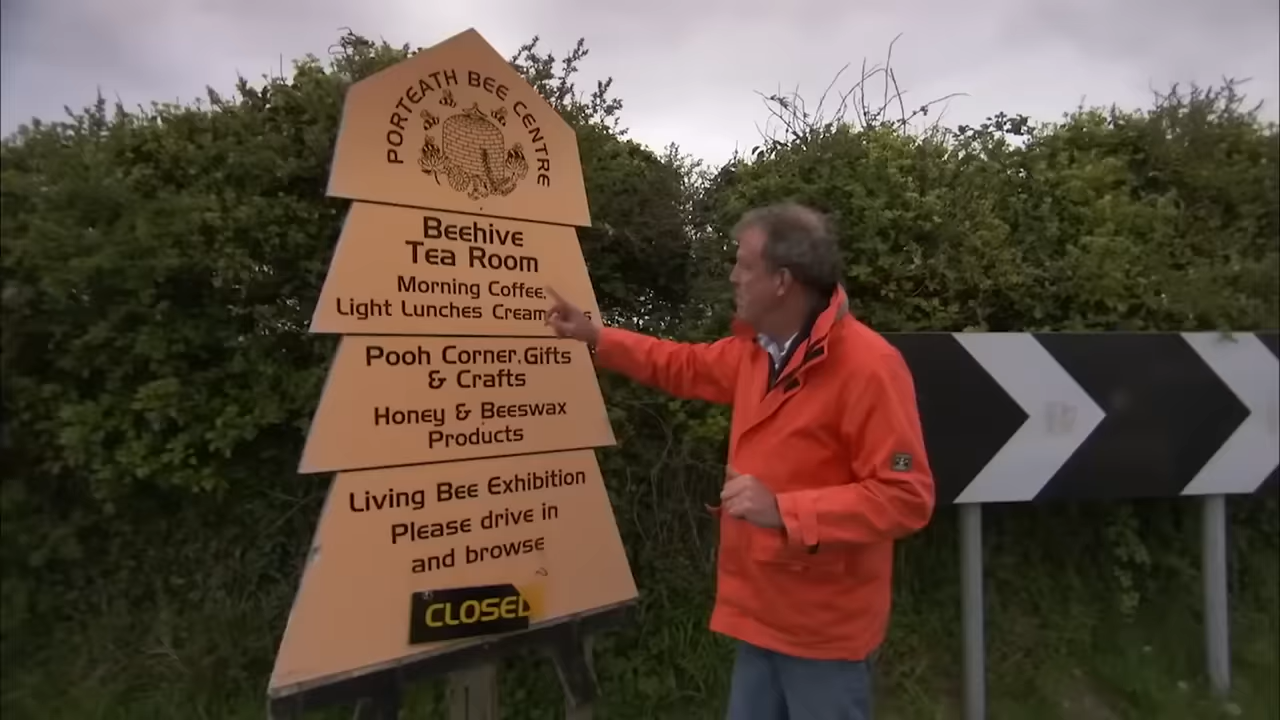 PORTEATH BEE CENTRE
Beehive
Tea Room
Morning Coffee,
Light Lunches Cream
Pooh Corner, Gifts
& Crafts
Honey & Beeswax
Products
Living Bee Exhibition
Please drive in
and browse
CLOSED